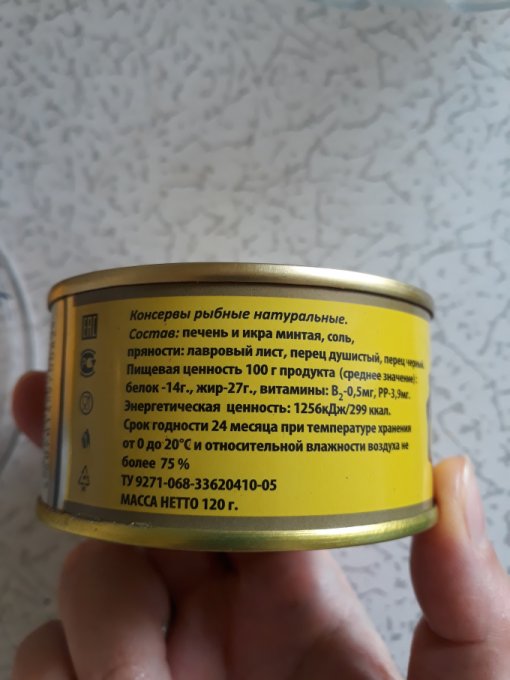 Консервы рыбные натуральные.
Состав: печень и икра минтая, соль,
пряности: лавровый лист, перец душистый, перец черный.
Пищевая ценность 100 г продукта (среднее значение):
белок -14г., жир-27г., витамины: В₂-0,5мг, РР-3,9мг.
Энергетическая ценность: 1256кДж/299 ккал.
Срок годности 24 месяца при температуре хранения
от 0 до 20°С и относительной влажности воздуха не
более 75 %
ТУ 9271-068-33620410-05
МАССА НЕТТО 120 г.
EAC